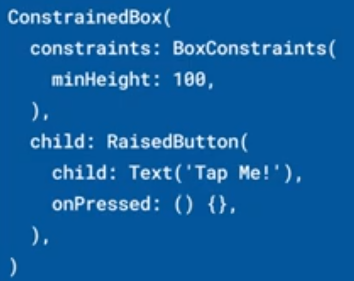 ConstrainedBox(
  constraints: BoxConstraints(
    minHeight: 100,
  ),
  child: RaisedButton(
    child: Text('Tap Me!'),
    onPressed: () {},
  ),
)